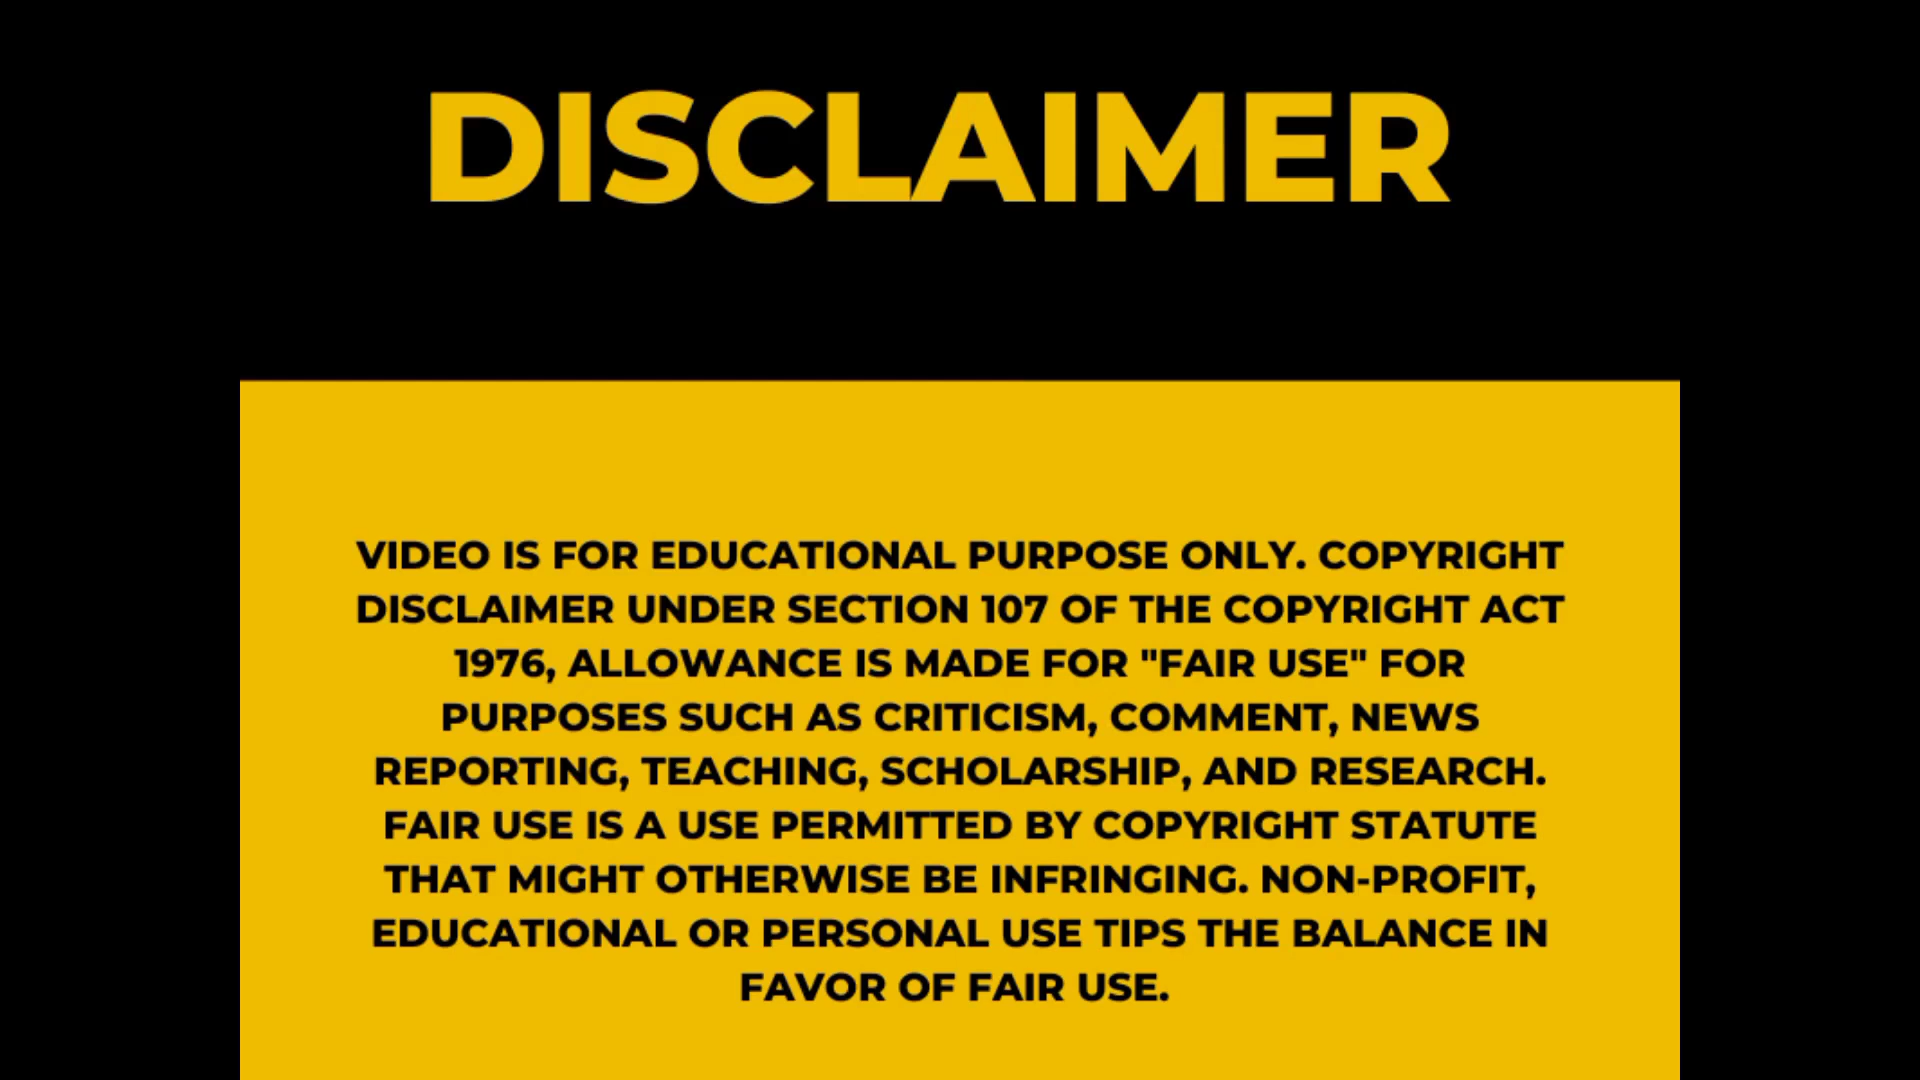 DISCLAIMER
VIDEO IS FOR EDUCATIONAL PURPOSE ONLY. COPYRIGHT
DISCLAIMER UNDER SECTION 107 OF THE COPYRIGHT ACT
1976, ALLOWANCE IS MADE FOR "FAIR USE" FOR
PURPOSES SUCH AS CRITICISM, COMMENT, NEWS
REPORTING, TEACHING, SCHOLARSHIP, AND RESEARCH.
FAIR USE IS A USE PERMITTED BY COPYRIGHT STATUTE
THAT MIGHT OTHERWISE BE INFRINGING. NON-PROFIT,
EDUCATIONAL OR PERSONAL USE TIPS THE BALANCE IN
FAVOR OF FAIR USE.